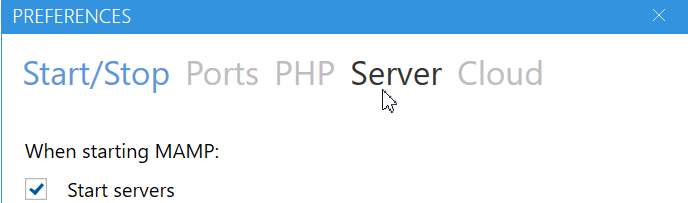 PREFERENCES
Start/Stop Ports PHP Server Cloud
When starting MAMP:
Start servers